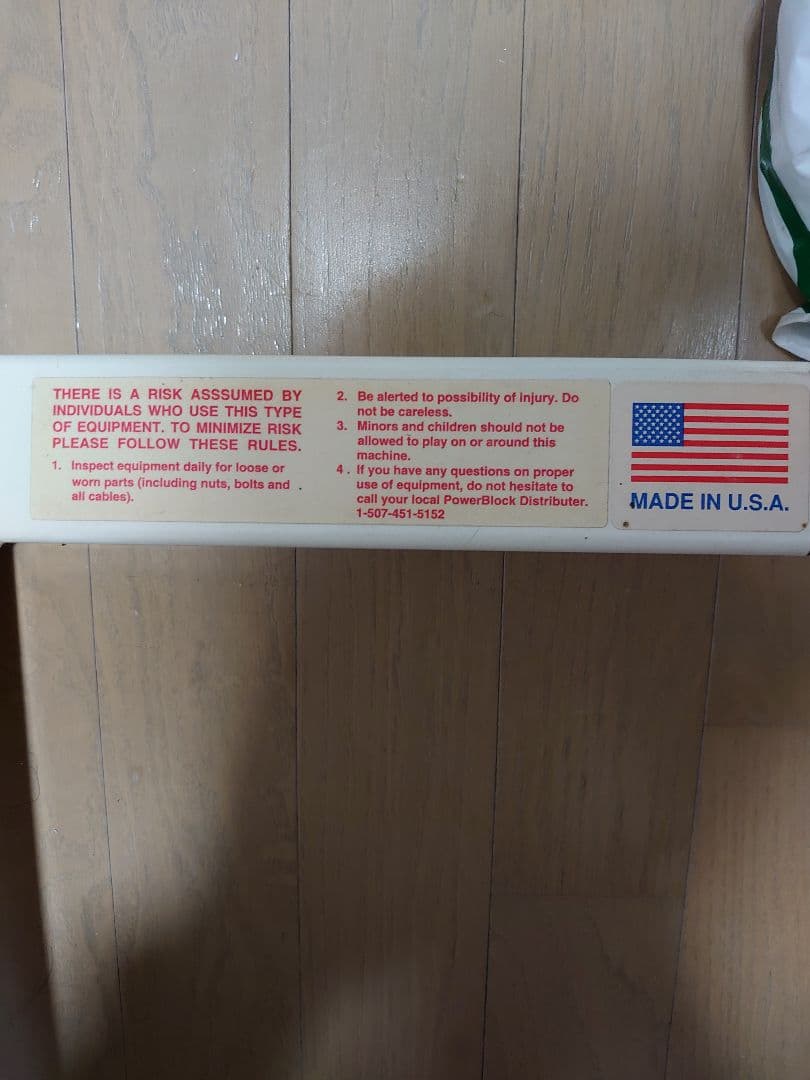 THERE IS A RISK ASSSUMED BY
INDIVIDUALS WHO USE THIS TYPE
OF EQUIPMENT. TO MINIMIZE RISK
PLEASE FOLLOW THESE RULES.
1. Inspect equipment daily for loose or
worn parts (including nuts, bolts and
all cables).
2. Be alerted to possibility of injury. Do
not be careless.
3. Minors and children should not be
allowed to play on or around this
machine.
4. If you have any questions on proper
use of equipment, do not hesitate to
call your local PowerBlock Distributer.
1-507-451-5152
MADE IN U.S.A.